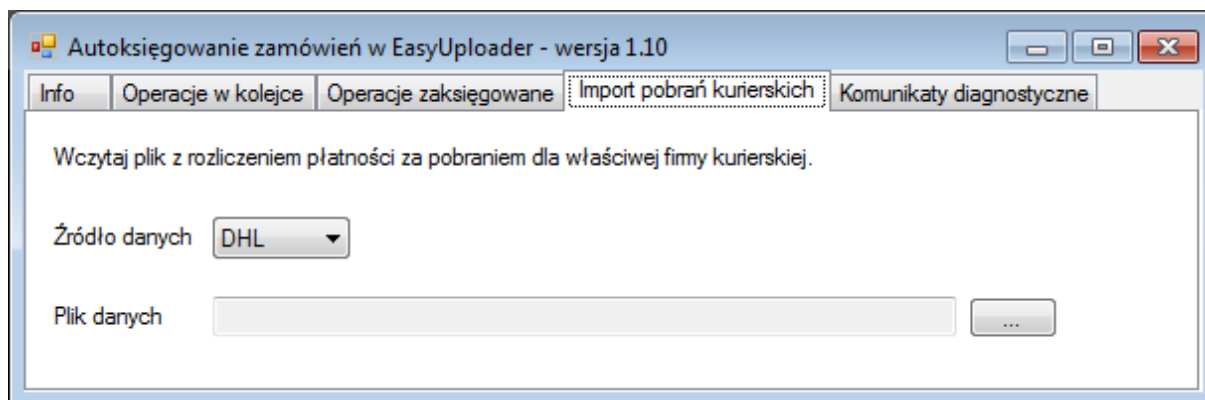 Autoksięgowanie zamówień w EasyUploader - wersja 1.10
Info Operacje w kolejce Operacje zaksięgowane Import pobrań kurierskich Komunikaty diagnostyczne
Wczytaj plik z rozliczeniem płatności za pobraniem dla właściwej firmy kurierskiej.
Źródło danych DHL
Plik danych ...